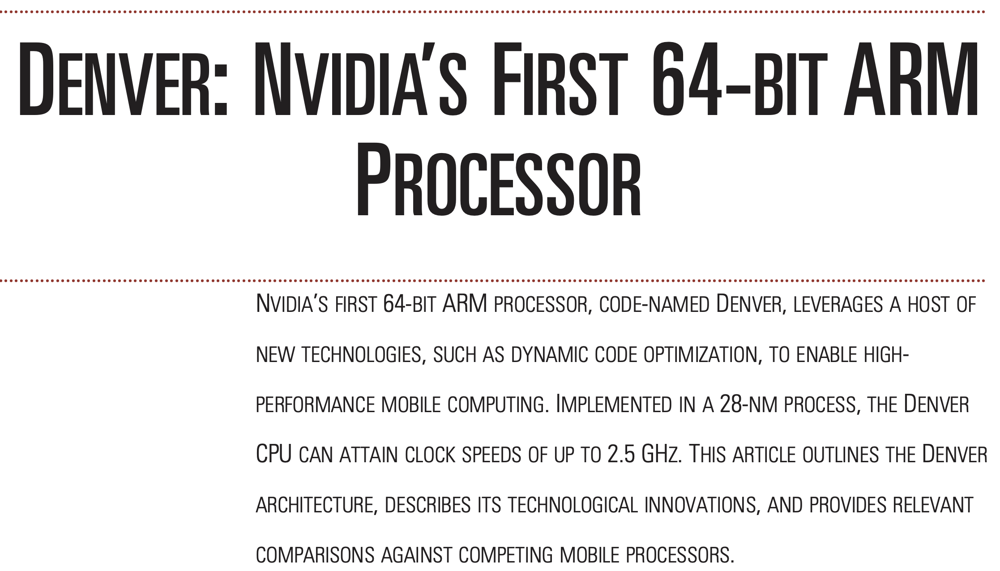 DENVER: NVIDIA'S FIRST 64-BIT ARM
PROCESSOR
NVIDIA'S FIRST 64-BIT ARM PROCESSOR, CODE-NAMED DENVER, LEVERAGES A HOST OF
NEW TECHNOLOGIES, SUCH AS DYNAMIC CODE OPTIMIZATION, TO ENABLE HIGH-
PERFORMANCE MOBILE COMPUTING. IMPLEMENTED IN A 28-NM PROCESS, THE DENVER
CPU CAN ATTAIN CLOCK SPEEDS OF UP TO 2.5 GHZ. THIS ARTICLE OUTLINES THE DENVER
ARCHITECTURE, DESCRIBES ITS TECHNOLOGICAL INNOVATIONS, AND PROVIDES RELEVANT
COMPARISONS AGAINST COMPETING MOBILE PROCESSORS.